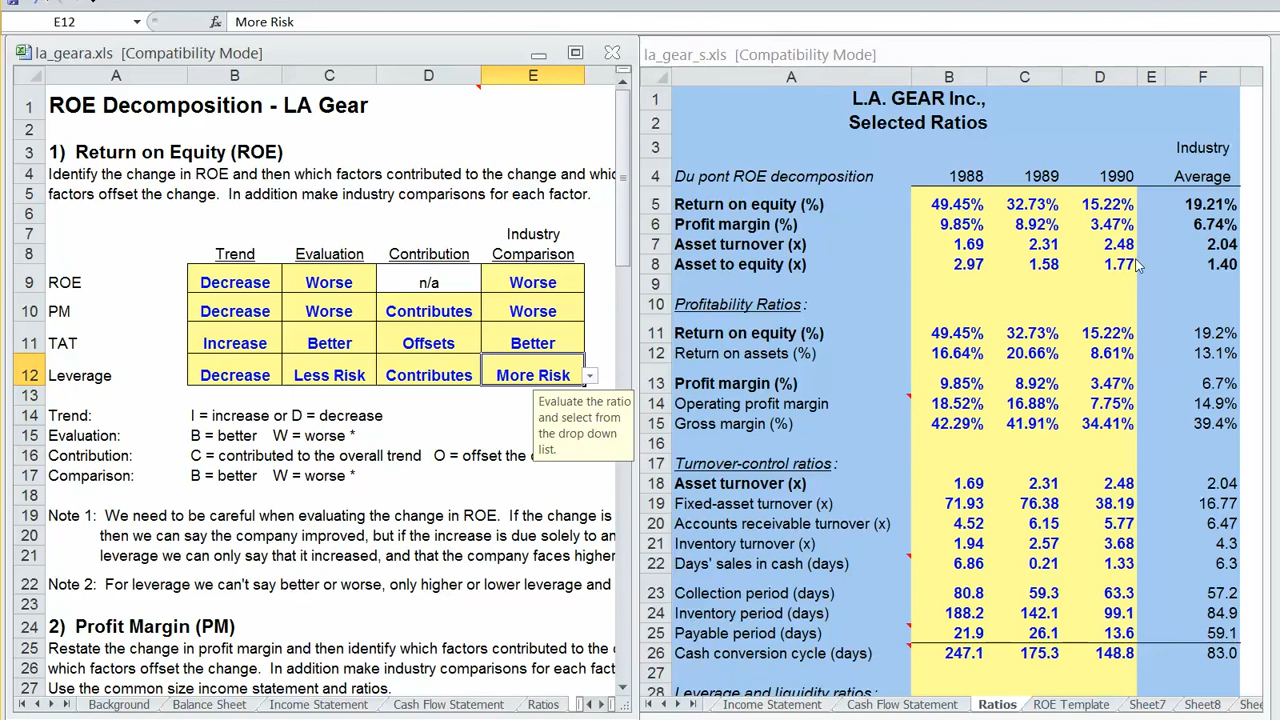 E12 fx More Risk
la_geara.xls [Compatibility Mode]
A B C D E
1 ROE Decomposition - LA Gear
2
3 1) Return on Equity (ROE)
4 Identify the change in ROE and then which factors contributed to the change and whic
5 factors offset the change. In addition make industry comparisons for each factor.
6
7 Industry
8 Trend Evaluation Contribution Comparison
9 ROE Decrease Worse n/a Worse
10 PM Decrease Worse Contributes Worse
11 TAT Increase Better Offsets Better
12 Leverage Decrease Less Risk Contributes More Risk
13
Evaluate the ratio
and select from
the drop down
list.
14 Trend: I = increase or D = decrease
15 Evaluation: B = better W = worse *
16 Contribution: C = contributed to the overall trend O = offset the
17 Comparison: B = better W = worse *
18
19 Note 1: We need to be careful when evaluating the change in ROE. If the change is
20 then we can say the company improved, but if the increase is due solely to an
21 leverage we can only say that it increased, and that the company faces higher
22 Note 2: For leverage we can't say better or worse, only higher or lower leverage and
23
24 2) Profit Margin (PM)
25 Restate the change in profit margin and then identify which factors contributed to the
26 which factors offset the change. In addition make industry comparisons for each fact
27 Use the common size income statement and ratios.
Background Balance Sheet Income Statement Cash Flow Statement Ratios
la_gear_s.xls [Compatibility Mode]
A B C D E F
1 L.A. GEAR Inc.,
2 Selected Ratios
3 Industry
4 Du pont ROE decomposition 1988 1989 1990 Average
5 Return on equity (%) 49.45% 32.73% 15.22% 19.21%
6 Profit margin (%) 9.85% 8.92% 3.47% 6.74%
7 Asset turnover (x) 1.69 2.31 2.48 2.04
8 Asset to equity (x) 2.97 1.58 1.77 1.40
9
10 Profitability Ratios :
11 Return on equity (%) 49.45% 32.73% 15.22% 19.2%
12 Return on assets (%) 16.64% 20.66% 8.61% 13.1%
13 Profit margin (%) 9.85% 8.92% 3.47% 6.7%
14 Operating profit margin 18.52% 16.88% 7.75% 14.9%
15 Gross margin (%) 42.29% 41.91% 34.41% 39.4%
16
17 Turnover-control ratios :
18 Asset turnover (x) 1.69 2.31 2.48 2.04
19 Fixed-asset turnover (x) 71.93 76.38 38.19 16.77
20 Accounts receivable turnover (x) 4.52 6.15 5.77 6.47
21 Inventory turnover (x) 1.94 2.57 3.68 4.3
22 Days' sales in cash (days) 6.86 0.21 1.33 6.3
23 Collection period (days) 80.8 59.3 63.3 57.2
24 Inventory period (days) 188.2 142.1 99.1 84.9
25 Payable period (days) 21.9 26.1 13.6 59.1
26 Cash conversion cycle (days) 247.1 175.3 148.8 83.0
27
28 Leverage and liquidity ratios :
Income Statement Cash Flow Statement Ratios ROE Template Sheet7 Sheet8 Sheet